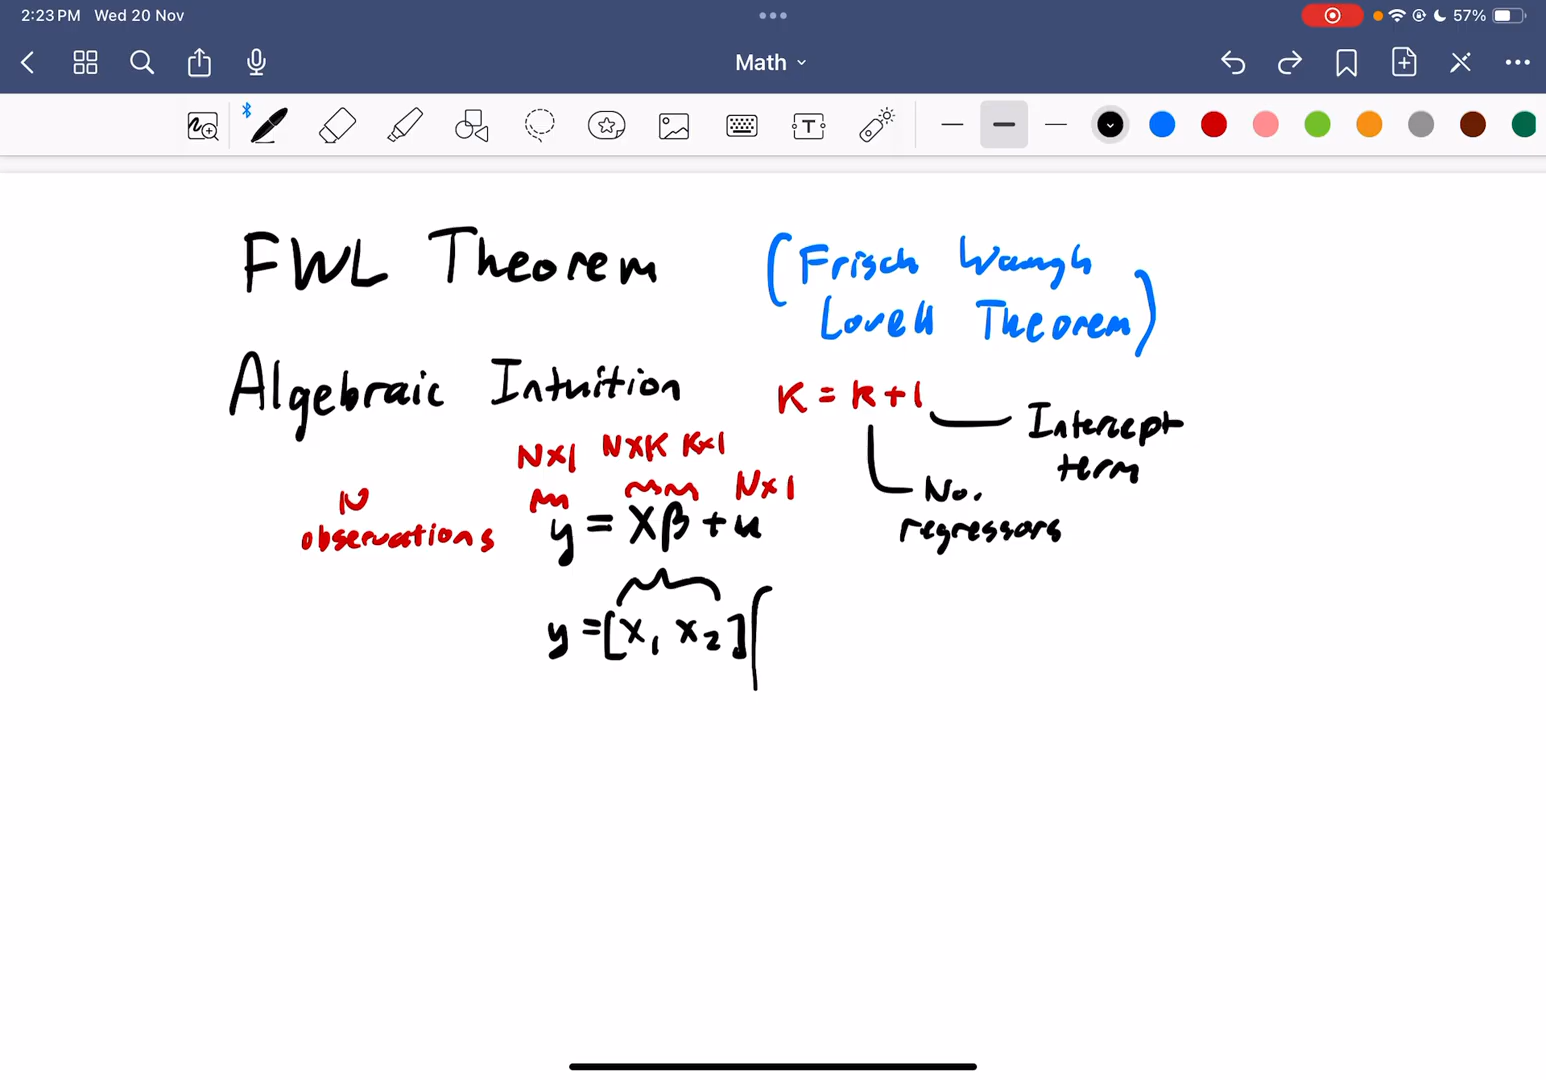 2:23 PM Wed 20 Nov
57%
Math
T
FWL Theorem
(Frisch Waugh
Lovell Theorem)
Algebraic Intuition
K = k + 1
Intercept
term
No.
regressors
N×1 N×K K×1
N×1
N
observations
y = Xβ + u
y = [x₁ x₂] [